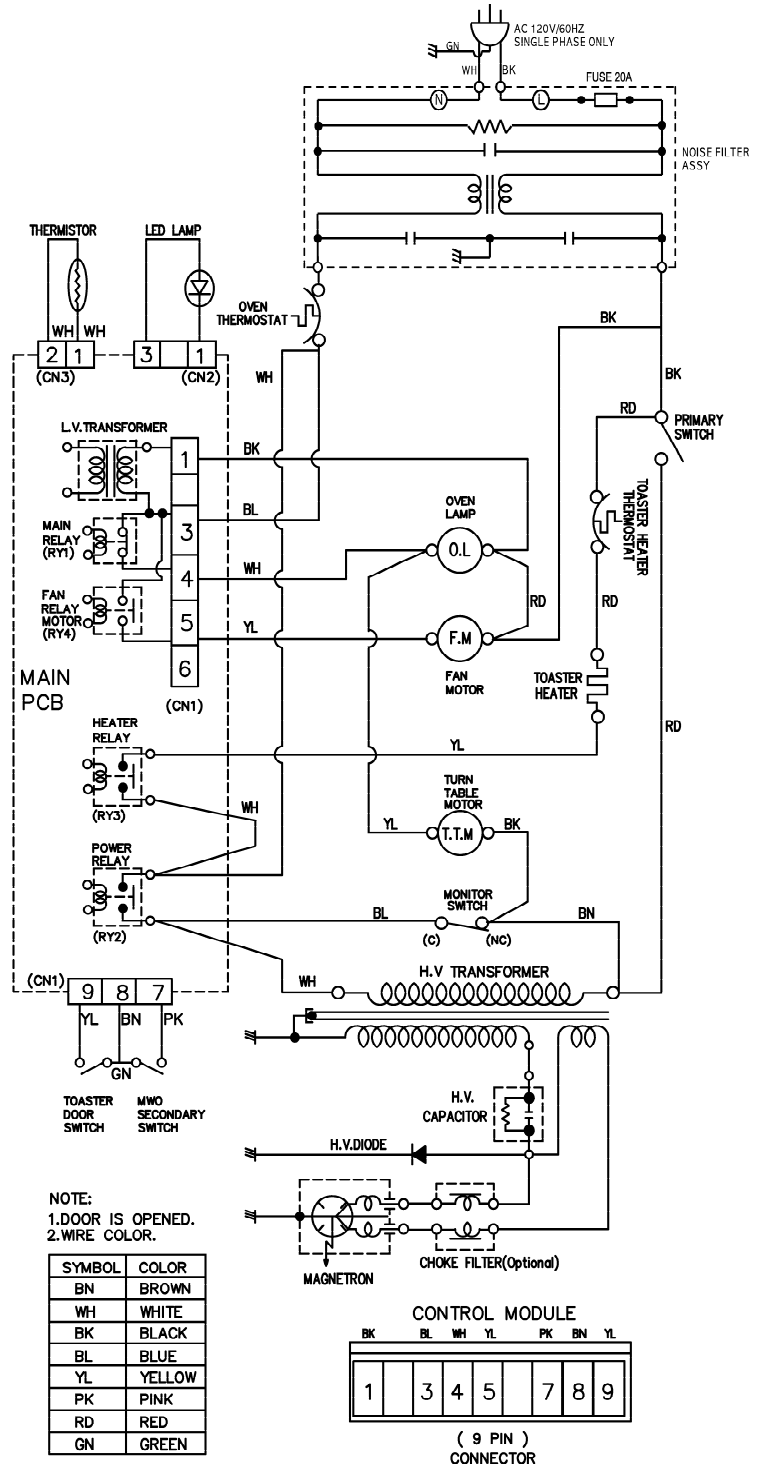 AC 120V/60HZ
SINGLE PHASE ONLY
GN
WH
BK
FUSE 20A
N
L
NOISE FILTER
ASSY
THERMISTOR
LED LAMP
WH
WH
2
1
(CN3)
3
1
(CN2)
OVEN
THERMOSTAT
WH
BK
BK
RD
PRIMARY
SWITCH
L.V.TRANSFORMER
1
BK
3
BL
4
WH
5
YL
6
(CN1)
MAIN
RELAY
(RY1)
FAN
RELAY
MOTOR
(RY4)
MAIN
PCB
OVEN
LAMP
O.L
RD
F.M
FAN
MOTOR
TOASTER HEATER
THERMOSTAT
RD
TOASTER
HEATER
RD
HEATER
RELAY
(RY3)
YL
WH
POWER
RELAY
(RY2)
TURN
TABLE
MOTOR
YL
T.T.M
BK
MONITOR
SWITCH
BL
(C)
(NC)
BN
WH
H.V TRANSFORMER
(CN1)
9
8
7
YL
BN
PK
GN
TOASTER
DOOR
SWITCH
MWO
SECONDARY
SWITCH
H.V.
CAPACITOR
H.V.DIODE
MAGNETRON
CHOKE FILTER(Optional)
NOTE:
1.DOOR IS OPENED.
2.WIRE COLOR.
SYMBOL COLOR
BN BROWN
WH WHITE
BK BLACK
BL BLUE
YL YELLOW
PK PINK
RD RED
GN GREEN
CONTROL MODULE
BK BL WH YL PK BN YL
1 3 4 5 7 8 9
( 9 PIN )
CONNECTOR